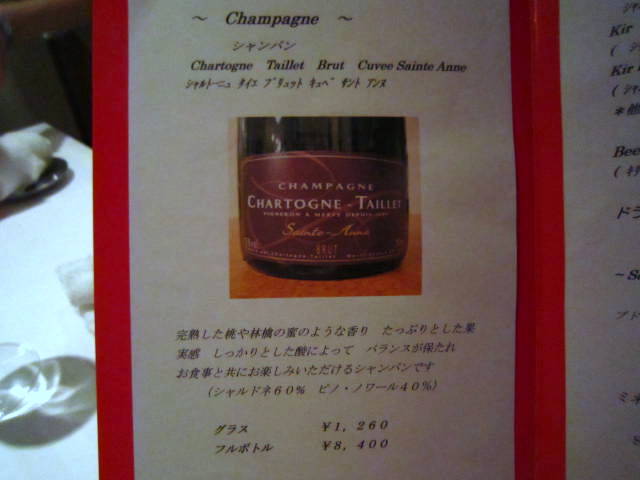 ～ Champagne ～
シャンパン
Chartogne Taillet Brut Cuvee Sainte Anne
ｼｬﾙﾄｰﾆｭ ﾀｲｴ ﾌﾞﾘｭｯﾄ ｷｭﾍﾞ ｻﾝﾄ ｱﾝﾇ
CHAMPAGNE
CHARTOGNE-TAILLET
Sainte-Anne
BRUT
完熟した桃や林檎の蜜のような香り たっぷりとした果
実感 しっかりとした酸によって バランスが保たれ
お食事と共にお楽しみいただけるシャンパンです
(シャルドネ６０％ ピノ・ノワール４０％)
グラス ￥１，２６０
フルボトル ￥８，４００
Kir
Kir